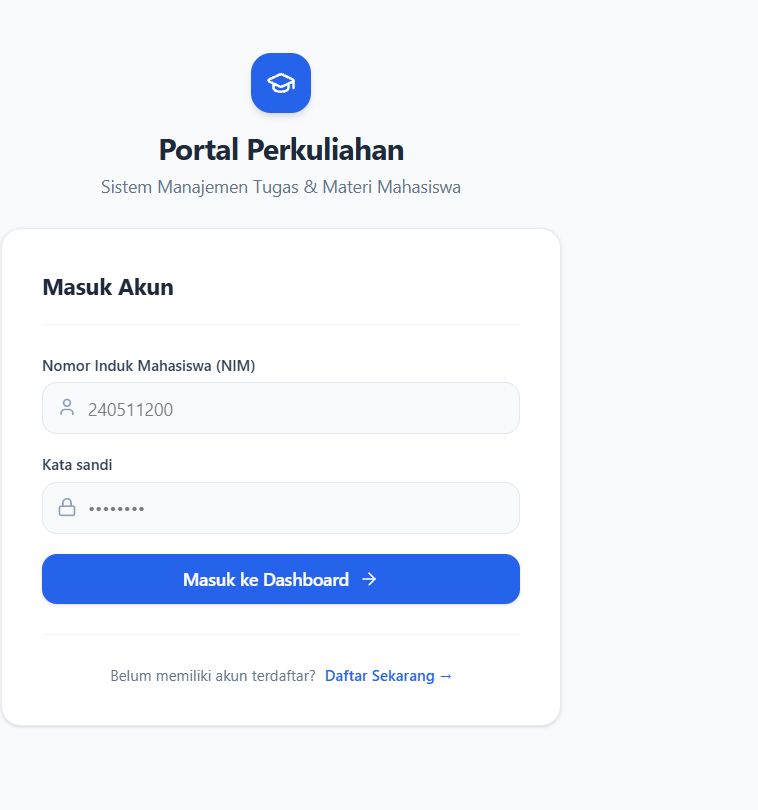 Portal Perkuliahan
Sistem Manajemen Tugas & Materi Mahasiswa
Masuk Akun
Nomor Induk Mahasiswa (NIM)
240511200
Kata sandi
••••••••
Masuk ke Dashboard →
Belum memiliki akun terdaftar? Daftar Sekarang →